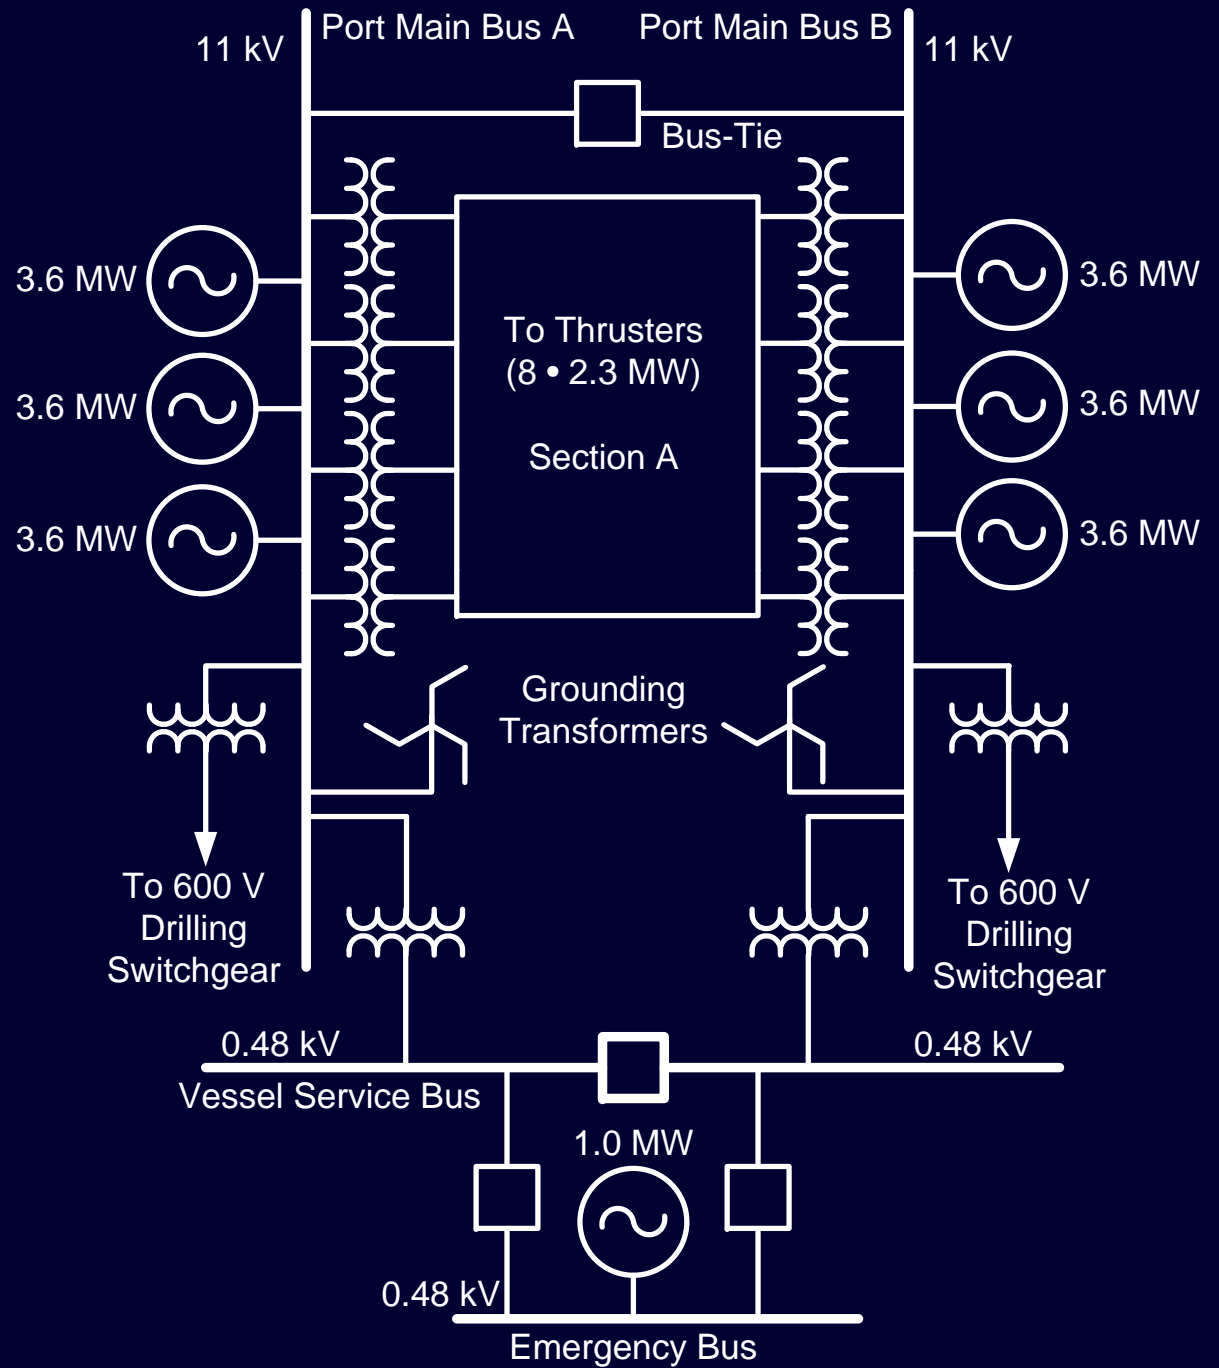 Port Main Bus A
Port Main Bus B
11 kV
11 kV
Bus-Tie
3.6 MW
3.6 MW
3.6 MW
To Thrusters
(8 • 2.3 MW)
Section A
3.6 MW
3.6 MW
3.6 MW
Grounding
Transformers
To 600 V
Drilling
Switchgear
To 600 V
Drilling
Switchgear
0.48 kV
0.48 kV
Vessel Service Bus
1.0 MW
0.48 kV
Emergency Bus